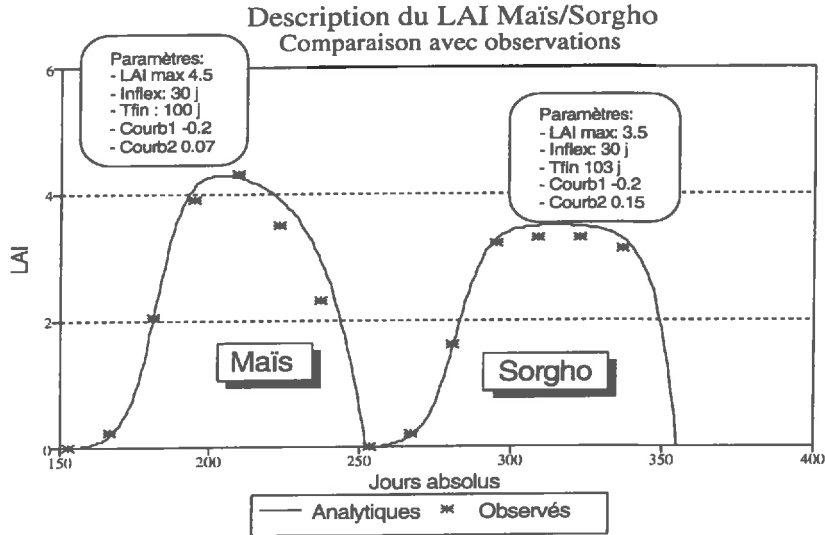 Description du LAI Maïs/Sorgho
Comparaison avec observations
Paramètres:
- LAI max 4.5
- Inflex: 30 j
- Tfin : 100 j
- Courb1 -0.2
- Courb2 0.07
Paramètres:
- LAI max: 3.5
- Inflex: 30 j
- Tfin 103 j
- Courb1 -0.2
- Courb2 0.15
6
4
2
0
LAI
Maïs
Sorgho
150 200 250 300 350 400
Jours absolus
Analytiques Observés